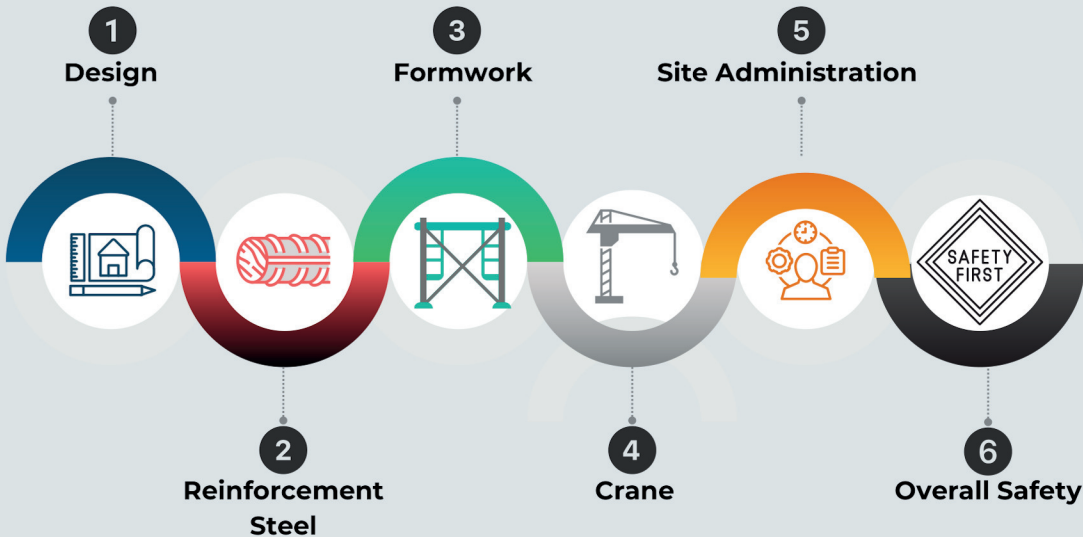 1
Design
2
Reinforcement
Steel
3
Formwork
4
Crane
5
Site Administration
6
Overall Safety
SAFETY
FIRST